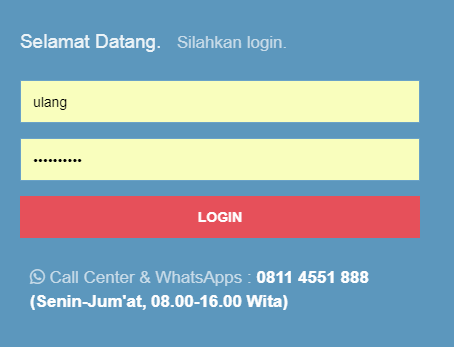 Selamat Datang. Silahkan login.
ulang
••••••••••
LOGIN
Call Center & WhatsApps : 0811 4551 888
(Senin-Jum'at, 08.00-16.00 Wita)